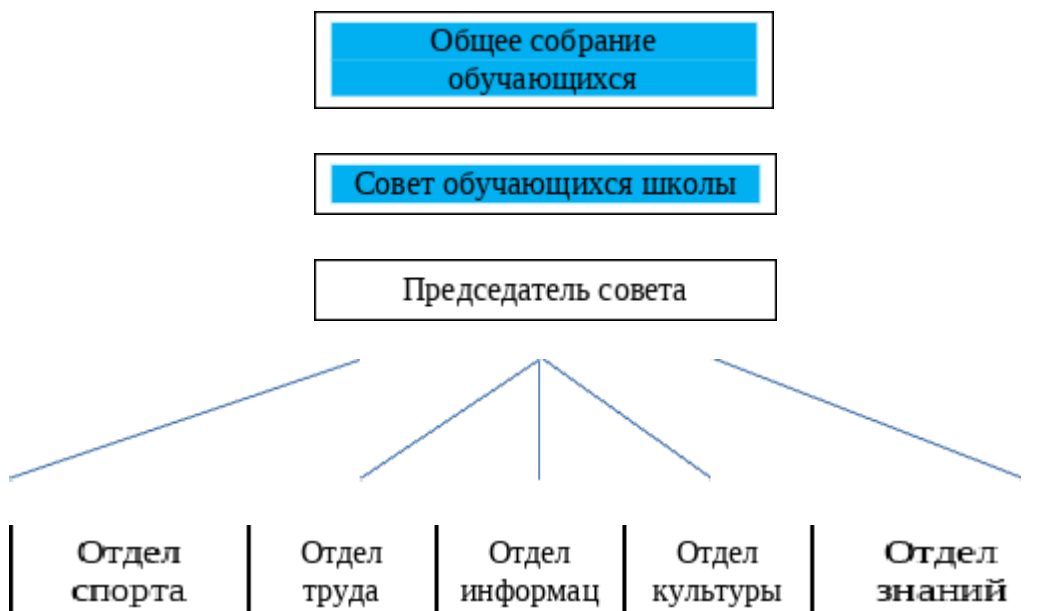 Общее собрание
обучающихся
Совет обучающихся школы
Председатель совета
Отдел
спорта
Отдел
труда
Отдел
информац
Отдел
культуры
Отдел
знаний